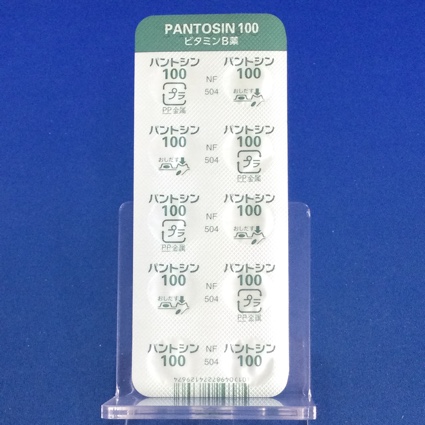 PANTOSIN 100
ビタミンB薬
パントシン
100
NF
504
パントシン
100
プラ
PP,金属
おしだす
パントシン
100
NF
504
パントシン
100
おしだす
プラ
PP,金属
パントシン
100
NF
504
パントシン
100
プラ
PP,金属
おしだす
パントシン
100
NF
504
パントシン
100
おしだす
プラ
PP,金属
パントシン
100
NF
504
パントシン
100